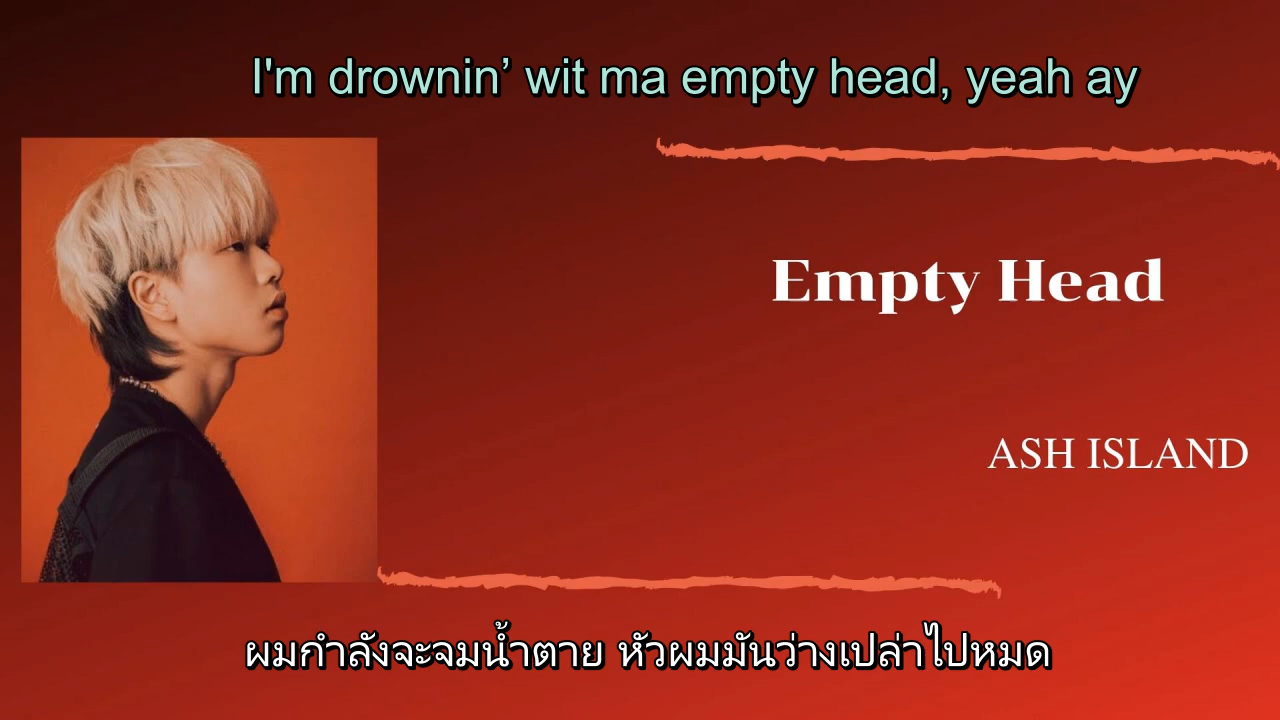 I'm drownin’ wit ma empty head, yeah ay
Empty Head
ASH ISLAND
ผมกำลังจะจมน้ำตาย หัวผมมันว่างเปล่าไปหมด